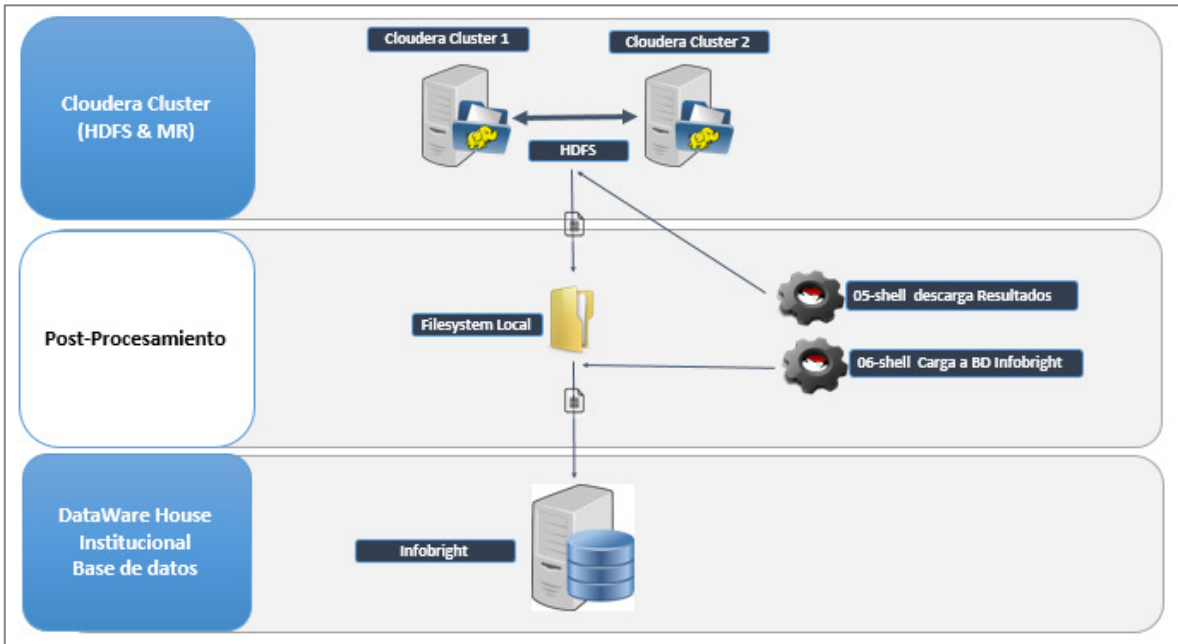 Cloudera Cluster 1
Cloudera Cluster 2
Cloudera Cluster
(HDFS & MR)
HDFS
05-shell descarga Resultados
Filesystem Local
Post-Procesamiento
06-shell Carga a BD Infobright
DataWare House
Institucional
Base de datos
Infobright